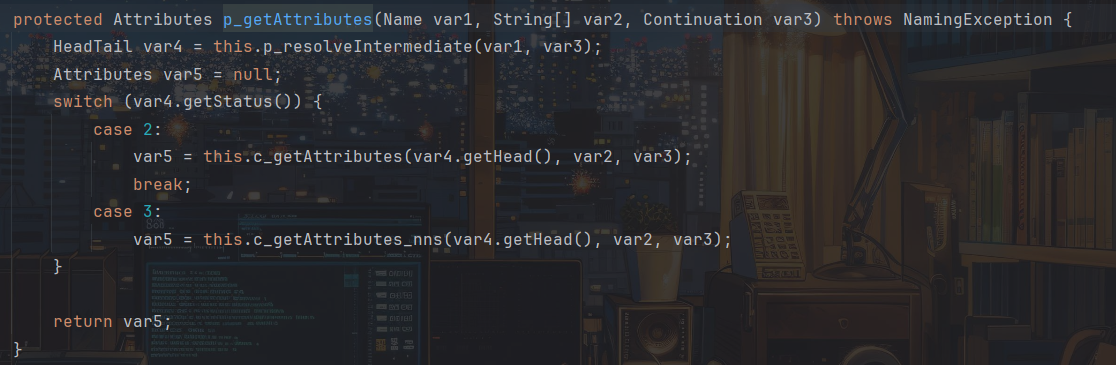 protected Attributes p_getAttributes(Name var1, String[] var2, Continuation var3) throws NamingException {
    HeadTail var4 = this.p_resolveIntermediate(var1, var3);
    Attributes var5 = null;
    switch (var4.getStatus()) {
        case 2:
            var5 = this.c_getAttributes(var4.getHead(), var2, var3);
            break;
        case 3:
            var5 = this.c_getAttributes_nns(var4.getHead(), var2, var3);
    }

    return var5;
}